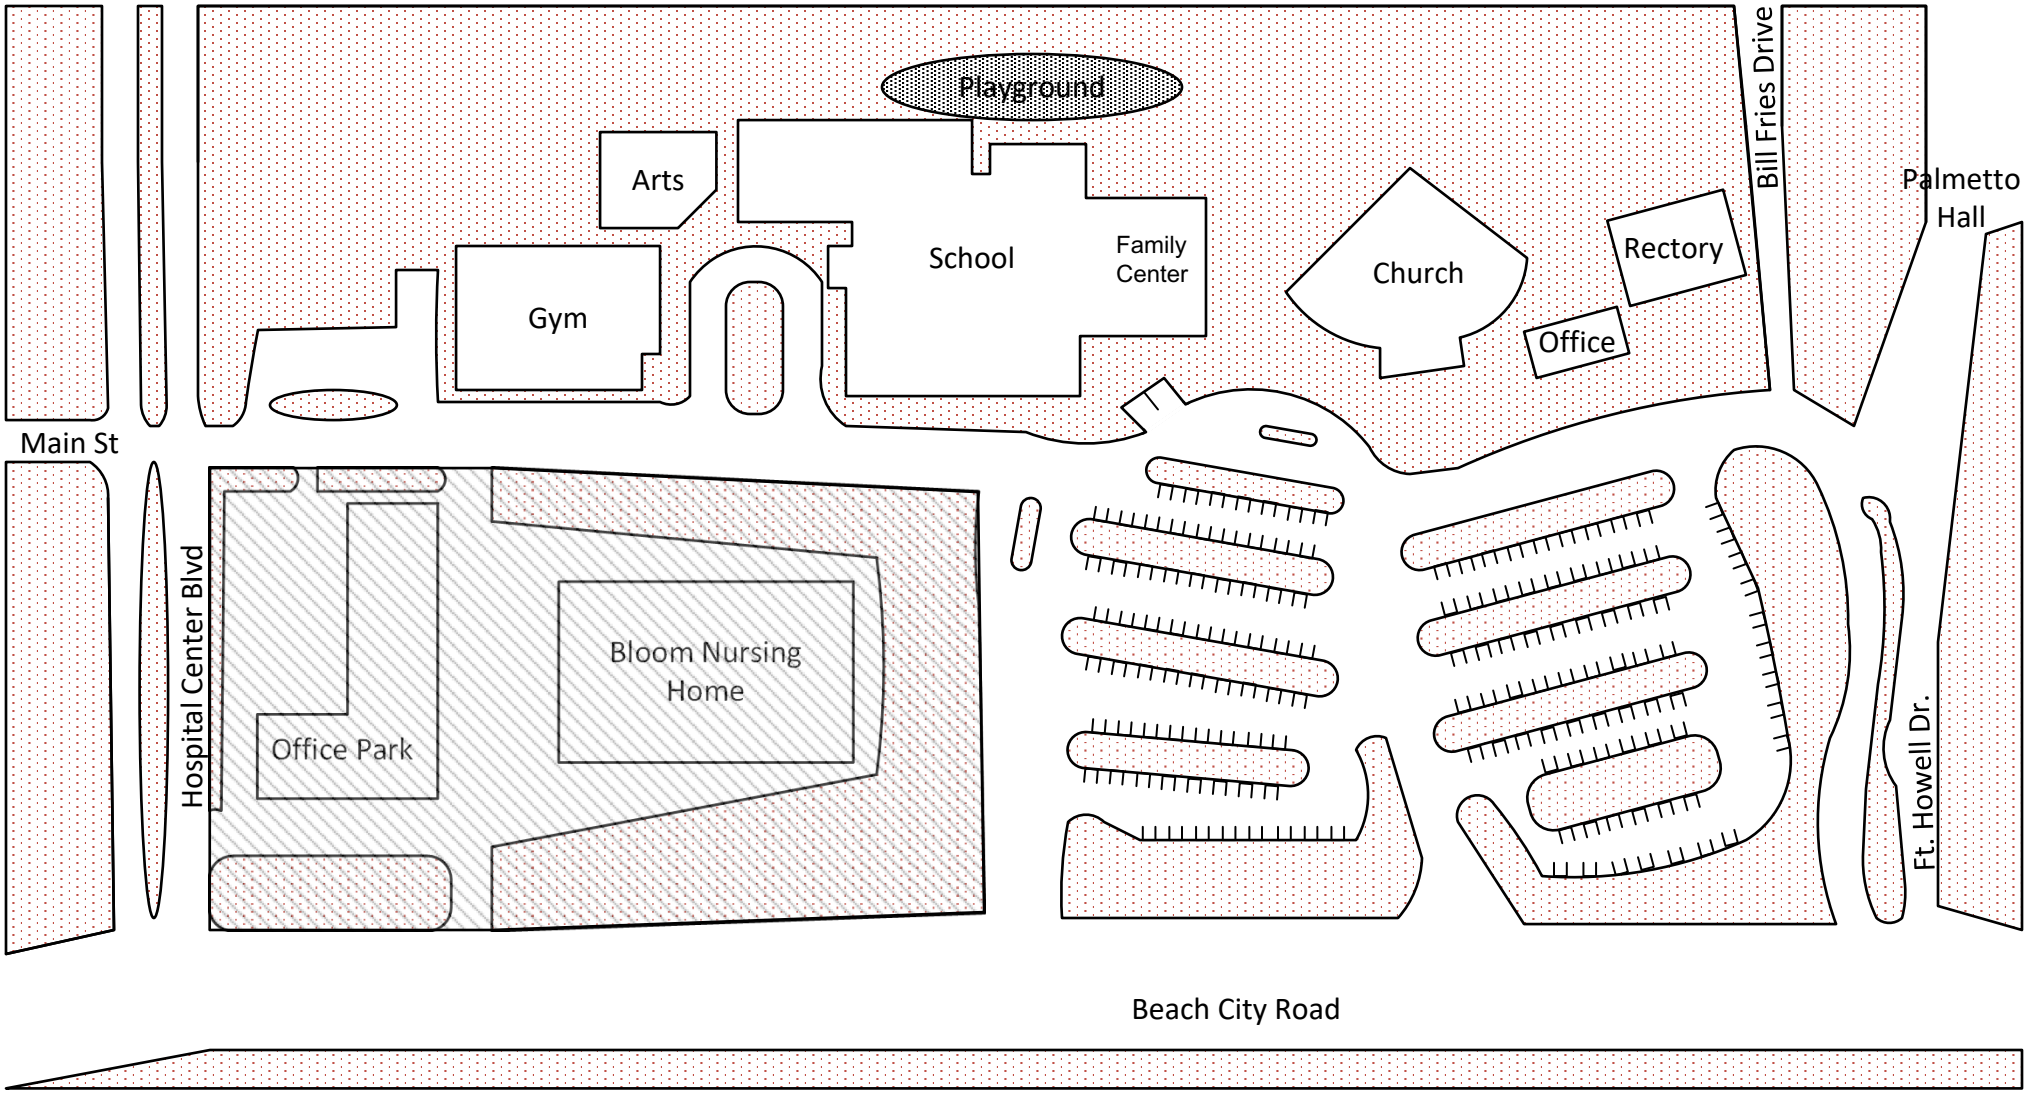 Playground
Bill Fries Drive
Arts
Palmetto
Hall
School
Family
Center
Church
Rectory
Gym
Office
Main St
Hospital Center Blvd
Bloom Nursing
Home
Office Park
Ft. Howell Dr.
Beach City Road